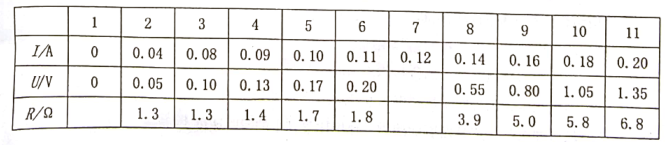 1 2 3 4 5 6 7 8 9 10 11
I/A 0 0.04 0.08 0.09 0.10 0.11 0.12 0.14 0.16 0.18 0.20
U/V 0 0.05 0.10 0.13 0.17 0.20 0.55 0.80 1.05 1.35
R/Ω 1.3 1.3 1.4 1.7 1.8 3.9 5.0 5.8 6.8